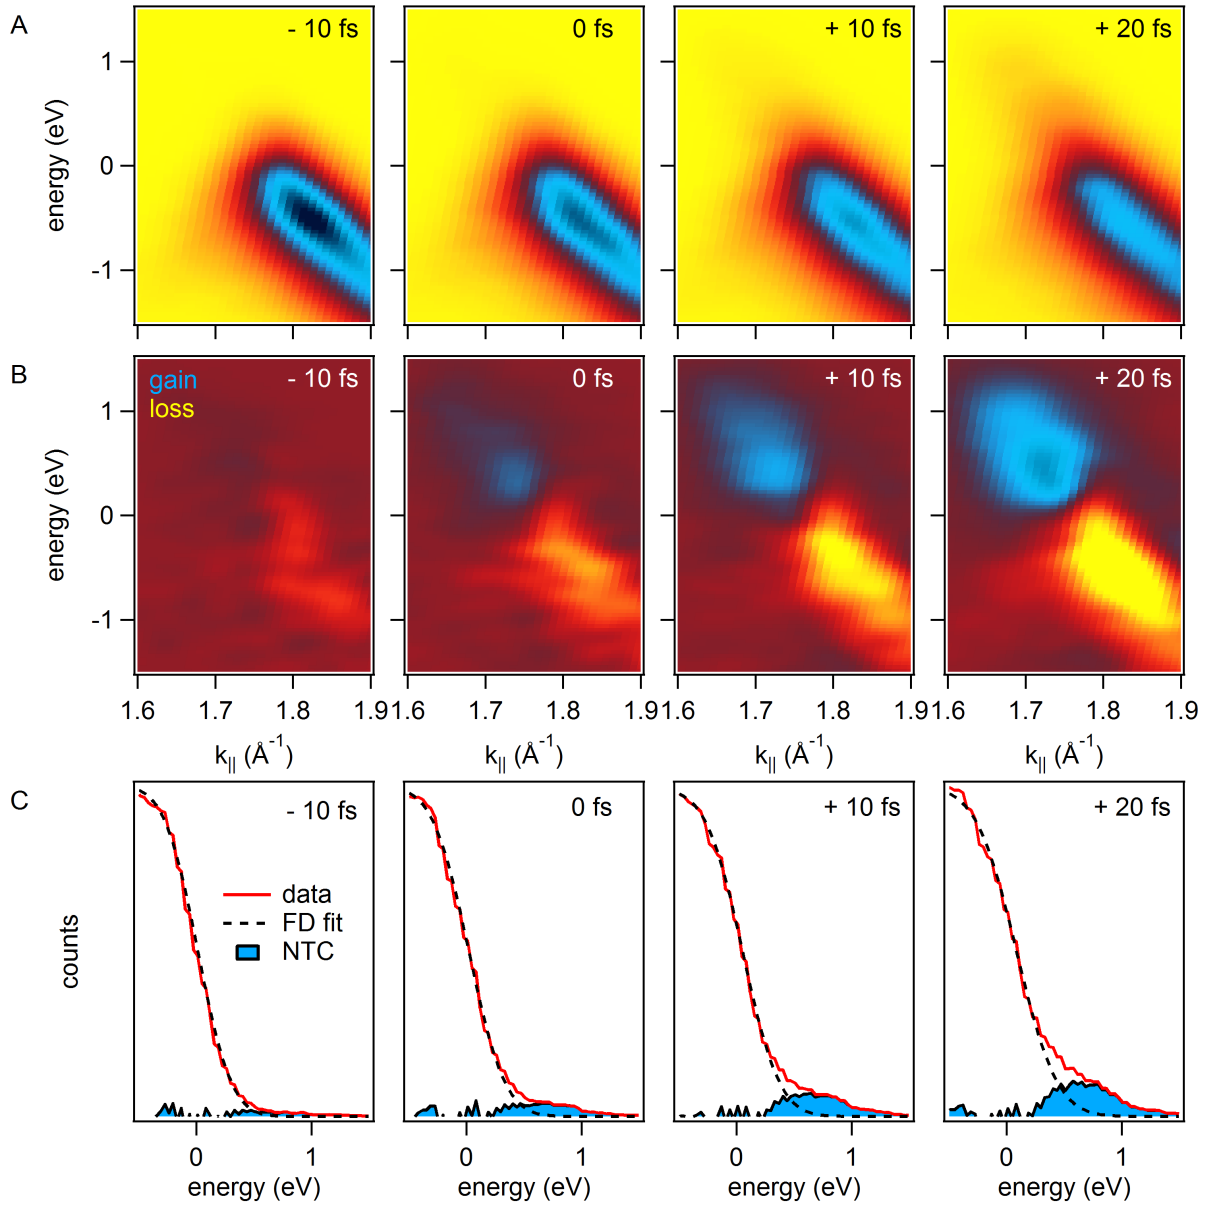 A
- 10 fs
0 fs
+ 10 fs
+ 20 fs
energy (eV)
1
0
-1
B
gain
loss
- 10 fs
0 fs
+ 10 fs
+ 20 fs
energy (eV)
1
0
-1
1.6 1.7 1.8 1.9
1.6 1.7 1.8 1.9
1.6 1.7 1.8 1.9
1.6 1.7 1.8 1.9
k|| (Å-1)
k|| (Å-1)
k|| (Å-1)
k|| (Å-1)
C
- 10 fs
0 fs
+ 10 fs
+ 20 fs
counts
data
FD fit
NTC
0 1
0 1
0 1
0 1
energy (eV)
energy (eV)
energy (eV)
energy (eV)